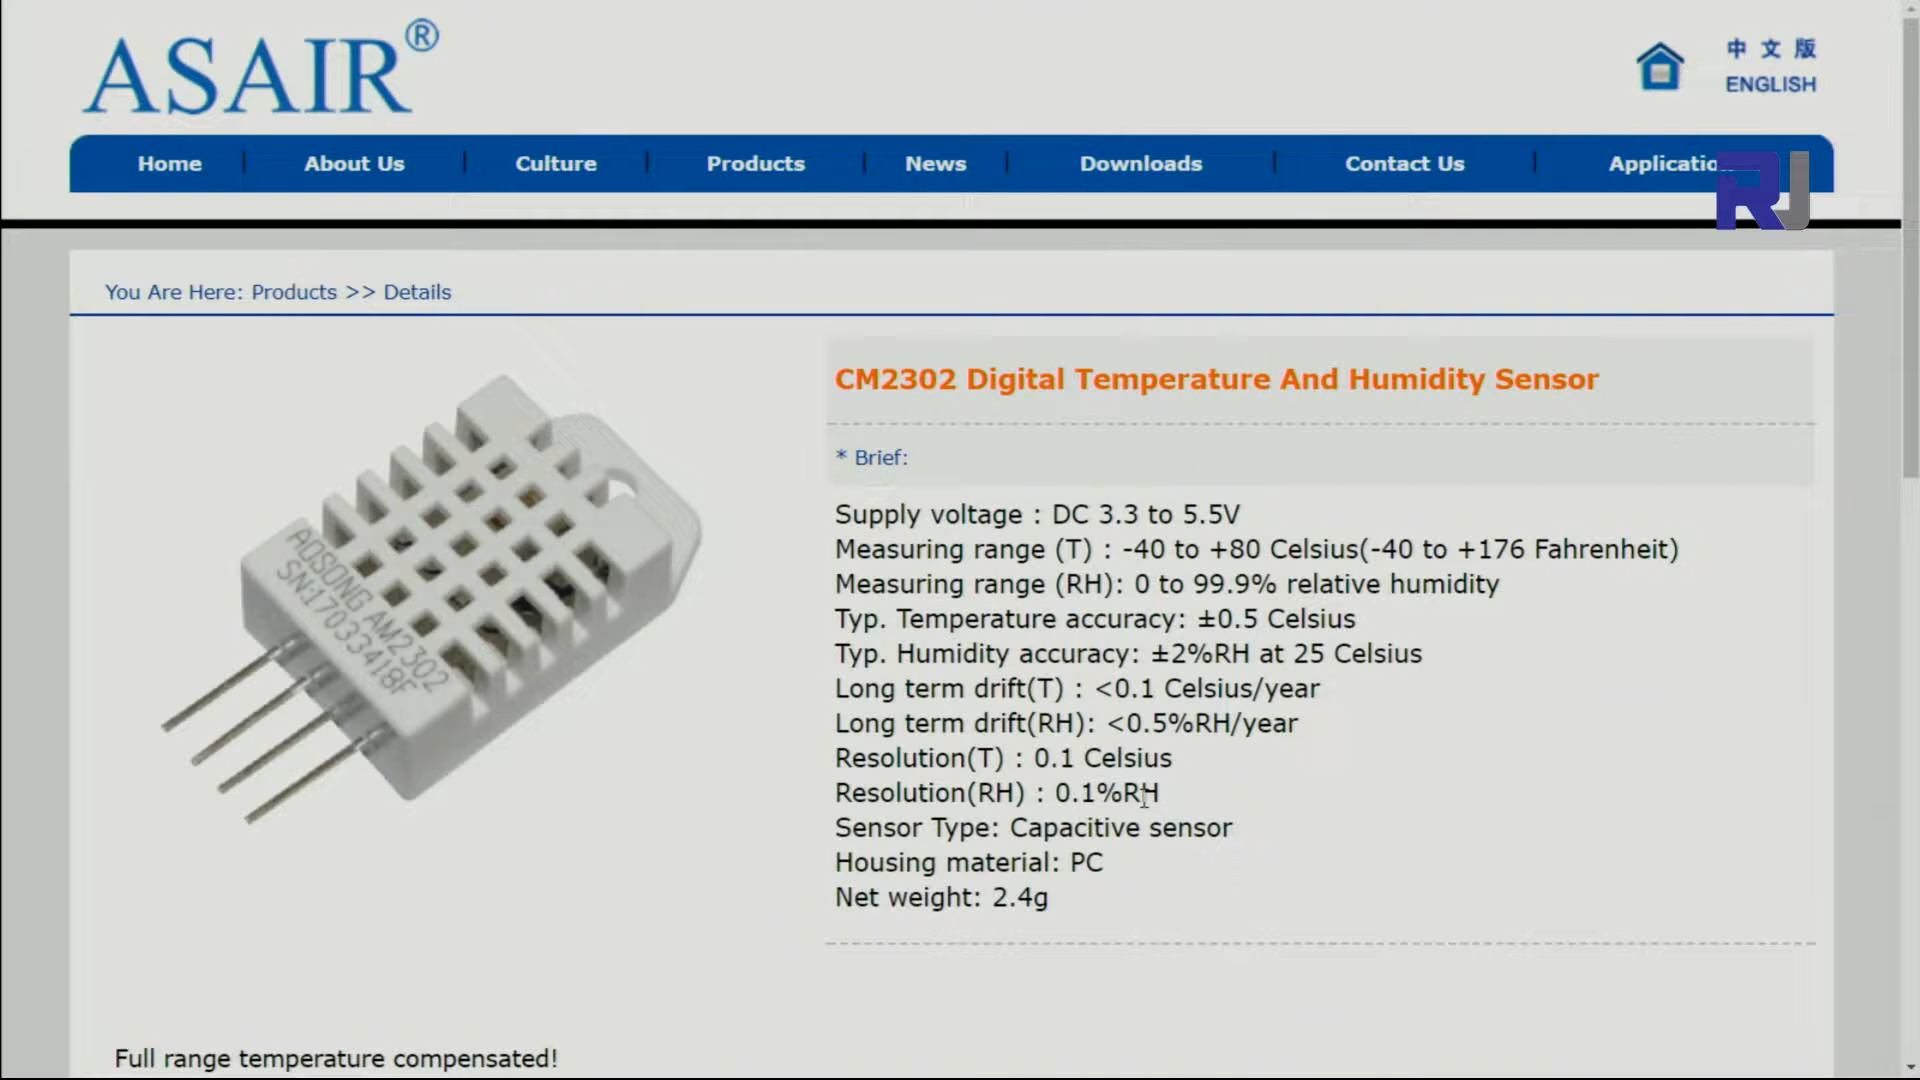 ASAIR®
中文版
ENGLISH
Home
About Us
Culture
Products
News
Downloads
Contact Us
Applicatio
RJ
You Are Here: Products >> Details
CM2302 Digital Temperature And Humidity Sensor
* Brief:
Supply voltage : DC 3.3 to 5.5V
Measuring range (T) : -40 to +80 Celsius(-40 to +176 Fahrenheit)
Measuring range (RH): 0 to 99.9% relative humidity
Typ. Temperature accuracy: ±0.5 Celsius
Typ. Humidity accuracy: ±2%RH at 25 Celsius
Long term drift(T) : <0.1 Celsius/year
Long term drift(RH): <0.5%RH/year
Resolution(T) : 0.1 Celsius
Resolution(RH) : 0.1%RH
Sensor Type: Capacitive sensor
Housing material: PC
Net weight: 2.4g
AOSONG AM2302
SN:17033418F
Full range temperature compensated!